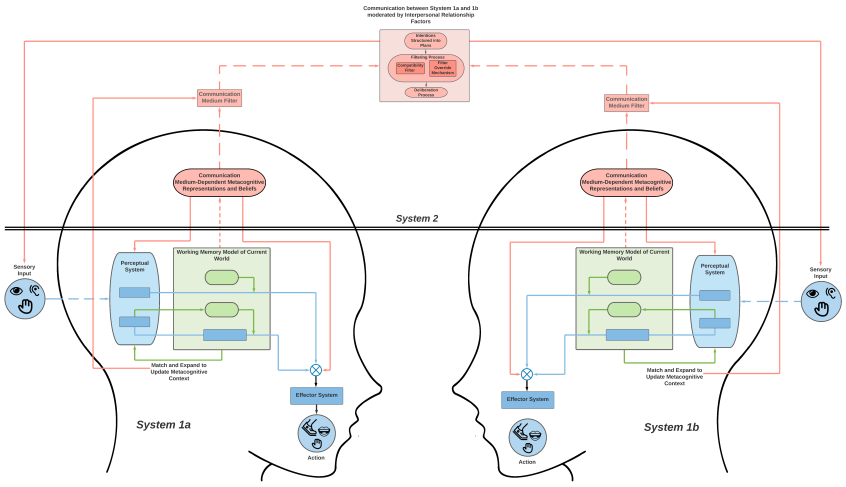 Communication between Stystem 1a and 1b
moderated by Interpersonal Relationship
Factors
Intentions
Structured into
Plans
Filtering Process
Compatibility
Filter
Filter
Override
Mechanism
Deliberation
Process
Communication
Medium Filter
Communication
Medium Filter
Communication
Medium-Dependent Metacognitive
Representations and Beliefs
Communication
Medium-Dependent Metacognitive
Representations and Beliefs
System 2
Sensory
Input
Perceptual
System
Working Memory Model of Current
World
Working Memory Model of Current
World
Perceptual
System
Sensory
Input
Match and Expand to
Update Metacognitive
Context
Match and Expand to
Update Metacognitive
Context
Effector System
Effector System
System 1a
System 1b
Action
Action